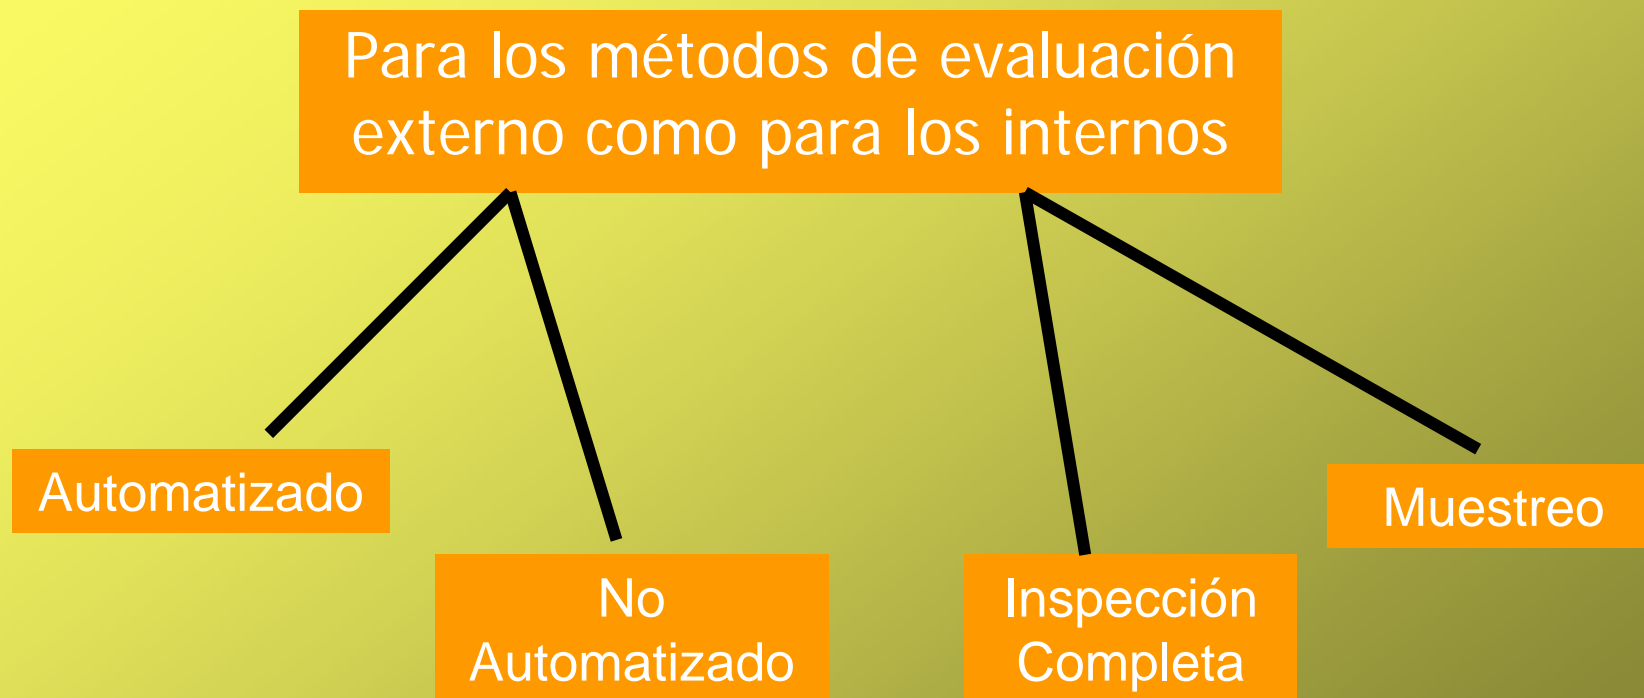 Para los métodos de evaluación
externo como para los internos
Automatizado
No
Automatizado
Inspección
Completa
Muestreo